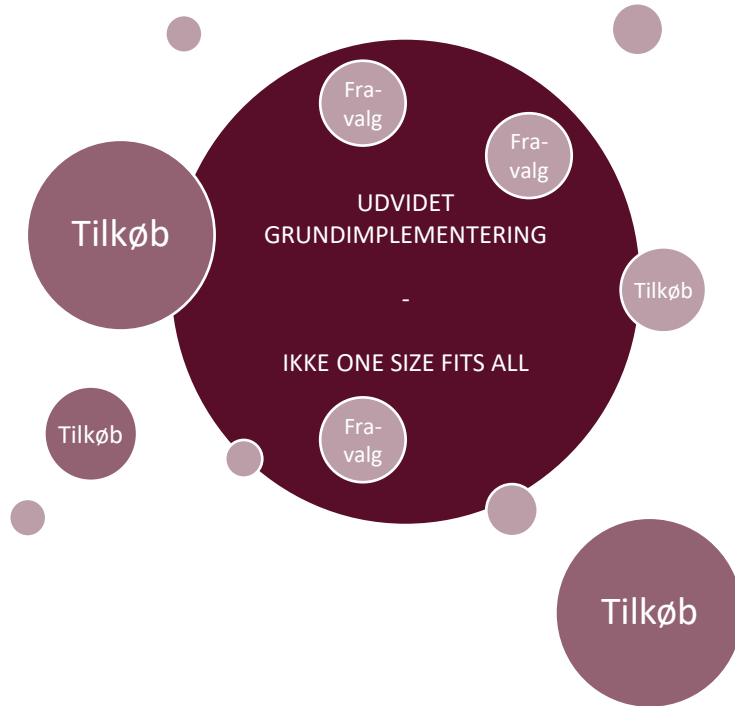 Fra-
valg
Fra-
valg
UDVIDET
GRUNDIMPLEMENTERING
-
IKKE ONE SIZE FITS ALL
Fra-
valg
Tilkøb
Tilkøb
Tilkøb
Tilkøb